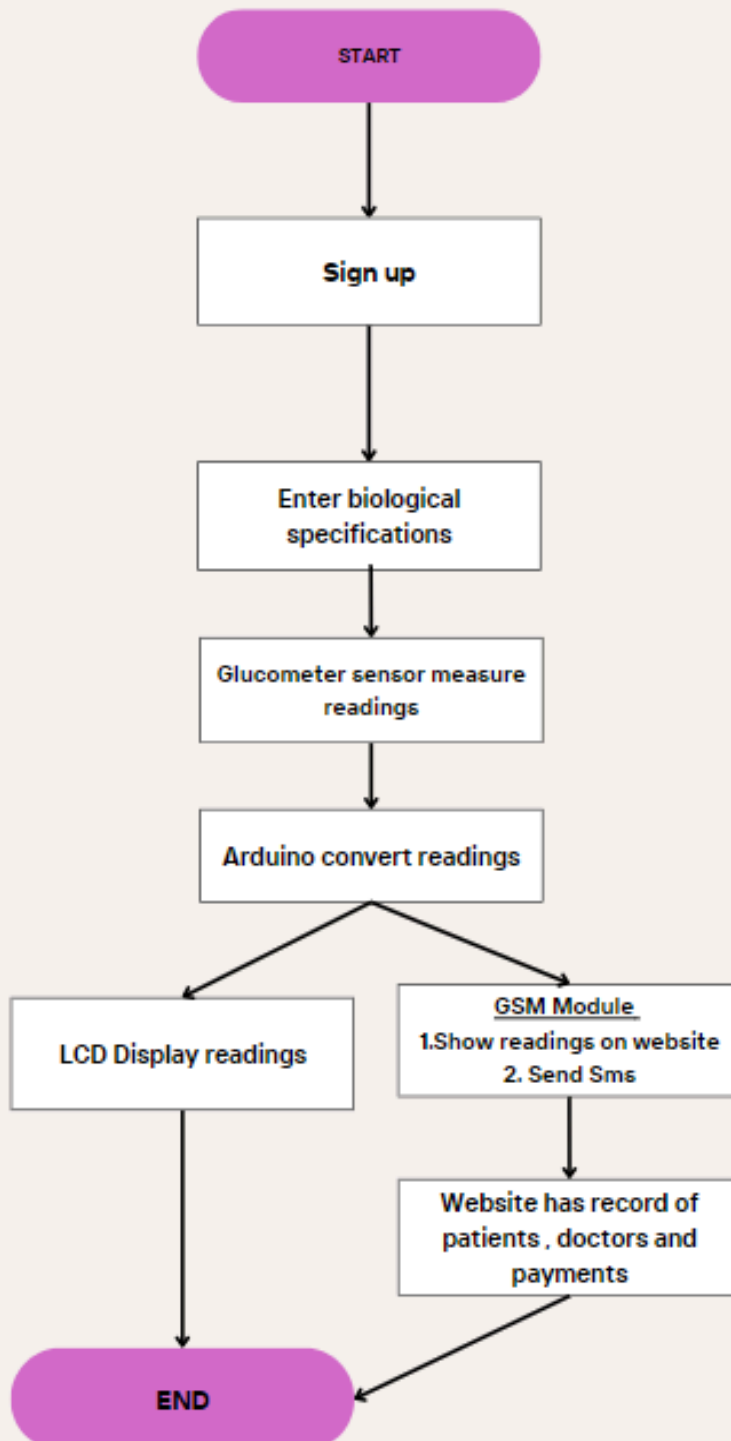 START
Sign up
Enter biological
specifications
Glucometer sensor measure
readings
Arduino convert readings
LCD Display readings
GSM Module
1.Show readings on website
2. Send Sms
Website has record of
patients , doctors and
payments
END